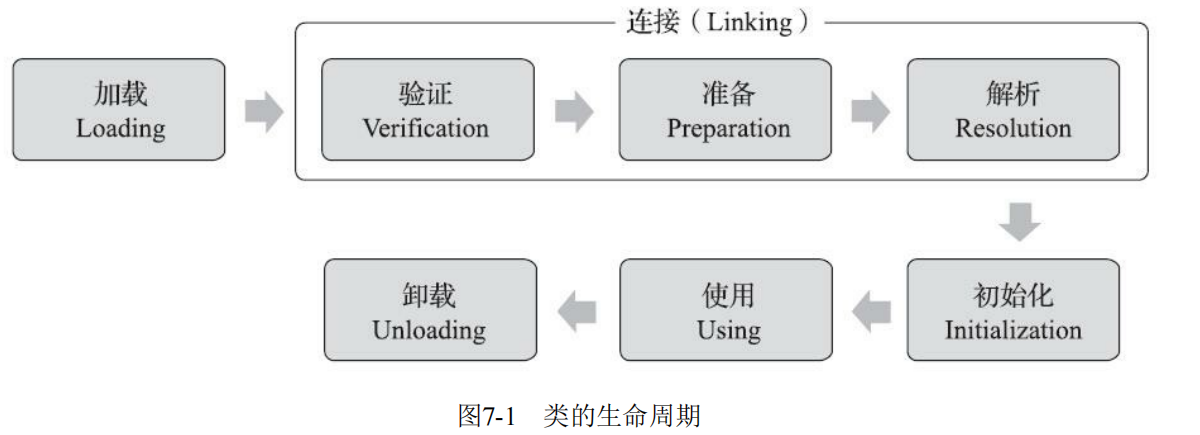 连接（Linking）
加载
Loading
验证
Verification
准备
Preparation
解析
Resolution
初始化
Initialization
使用
Using
卸载
Unloading
图7-1 类的生命周期